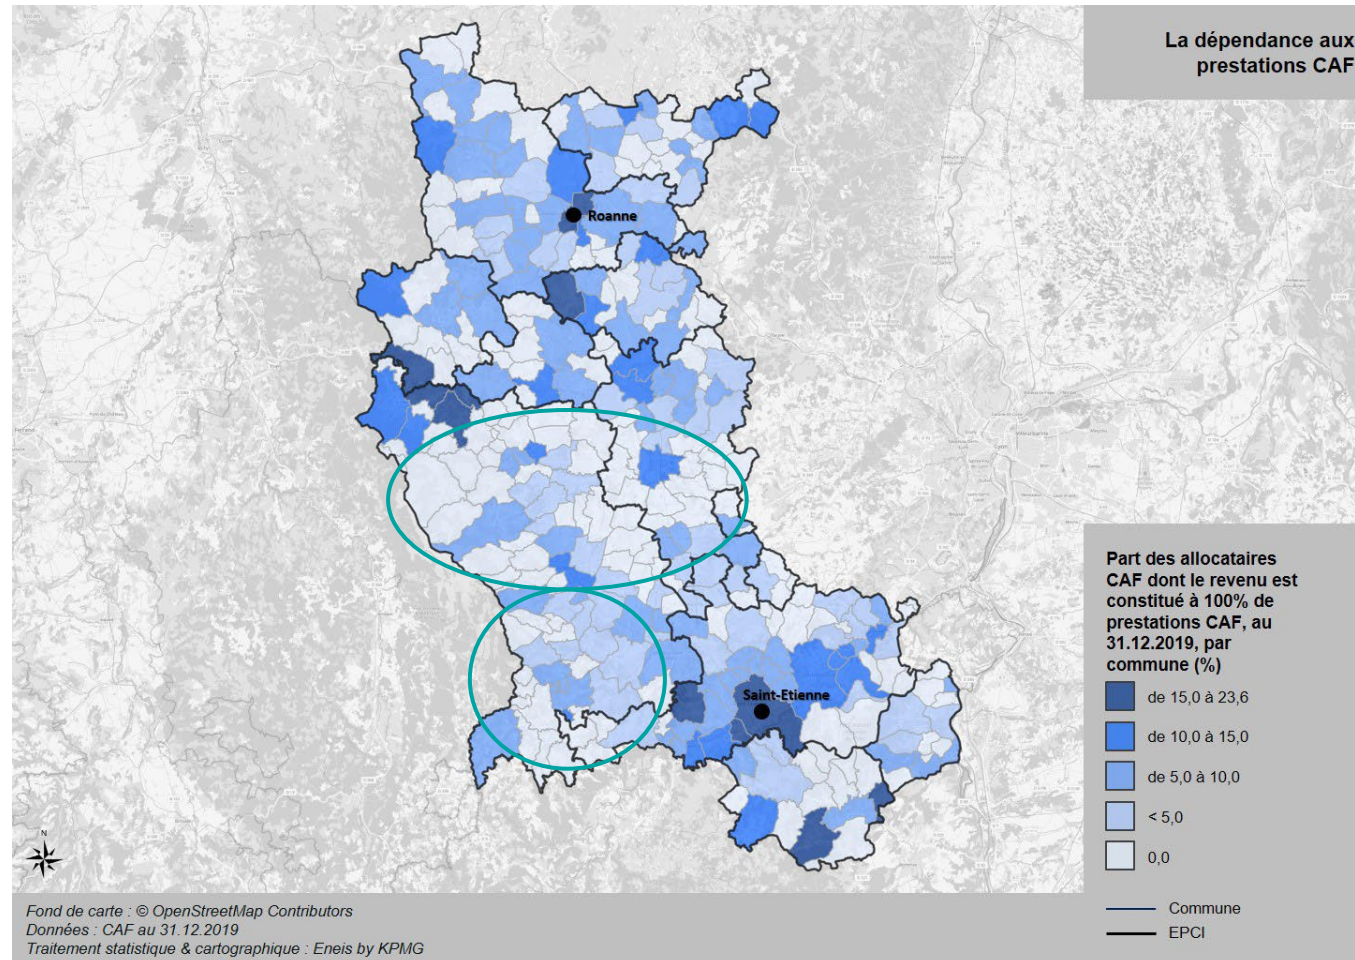 La dépendance aux
prestations CAF
Roanne
Saint-Etienne
Part des allocataires
CAF dont le revenu est
constitué à 100% de
prestations CAF, au
31.12.2019, par
commune (%)
de 15,0 à 23,6
de 10,0 à 15,0
de 5,0 à 10,0
< 5,0
0,0
Commune
EPCI
N
Fond de carte : © OpenStreetMap Contributors
Données : CAF au 31.12.2019
Traitement statistique & cartographique : Eneis by KPMG